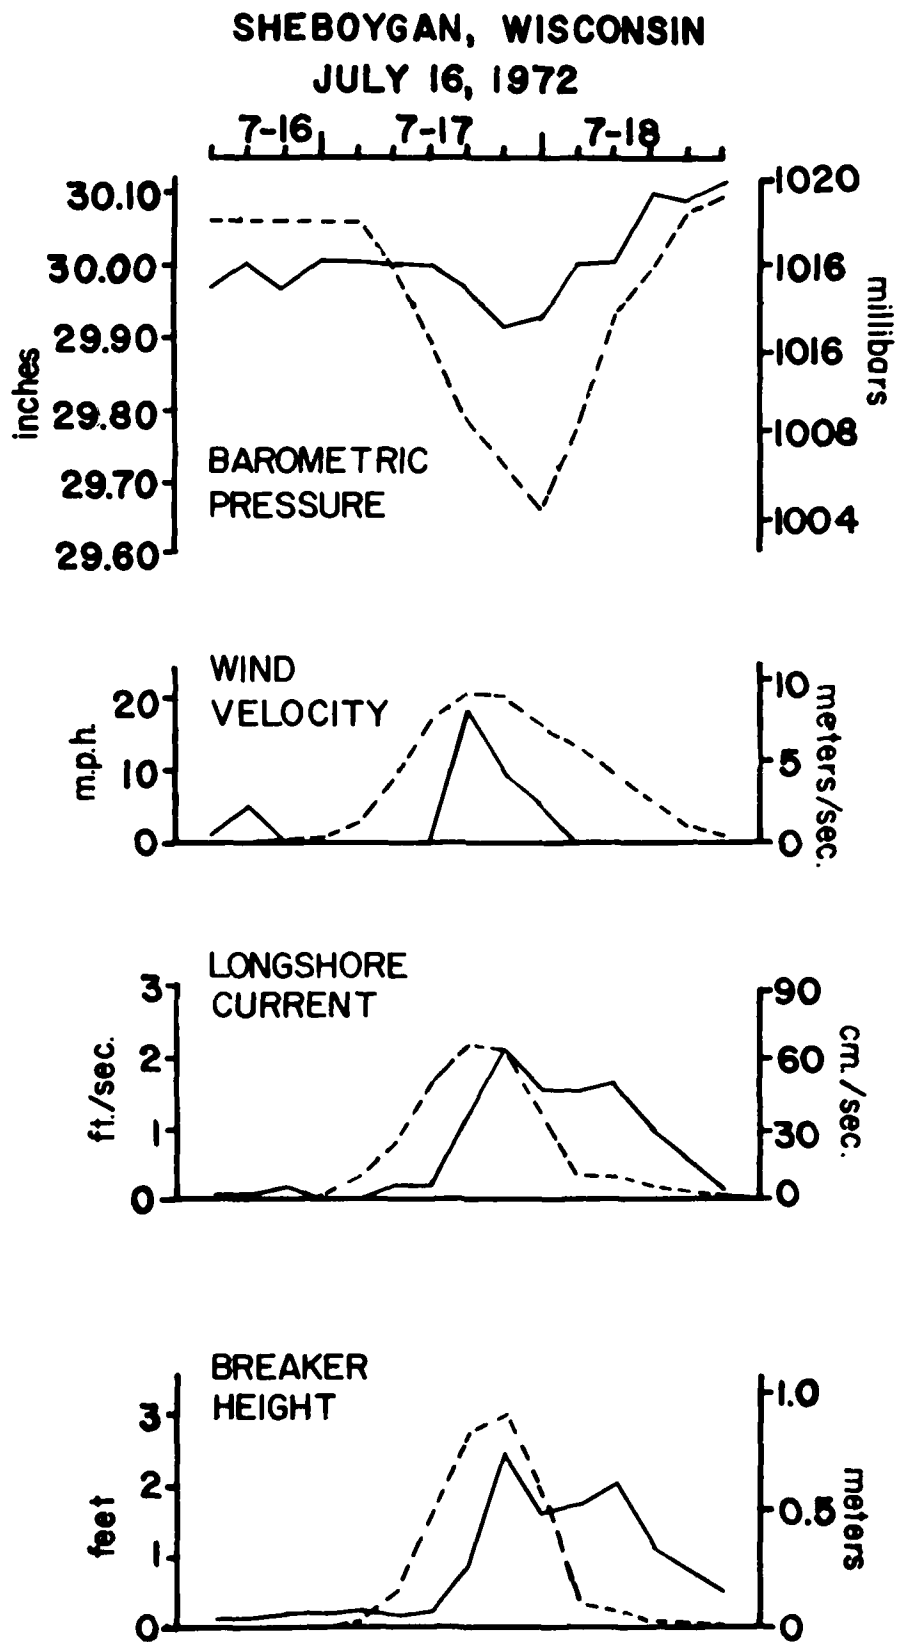 SHEBOYGAN, WISCONSIN
JULY 16, 1972
7-16 7-17 7-18
30.10
30.00
29.90
29.80
29.70
29.60
inches
1020
1016
1016
1008
1004
millibars
BAROMETRIC
PRESSURE
WIND
VELOCITY
20
10
0
m.p.h.
10
5
0
meters/sec.
LONGSHORE
CURRENT
3
2
1
0
ft./sec.
90
60
30
0
cm./sec.
BREAKER
HEIGHT
3
2
1
0
feet
1.0
0.5
0
meters